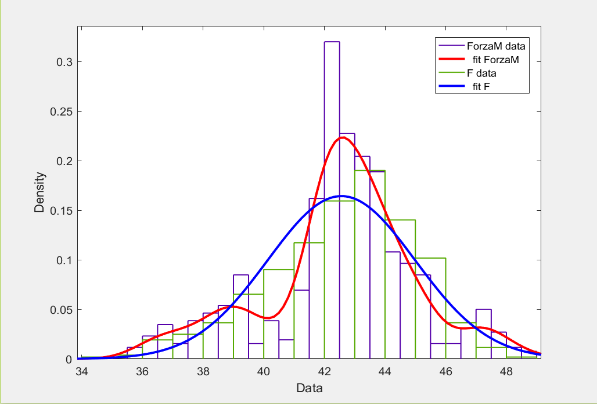 0.3
0.25
0.2
0.15
0.1
0.05
0
Density
ForzaM data
fit ForzaM
F data
fit F
34 36 38 40 42 44 46 48
Data